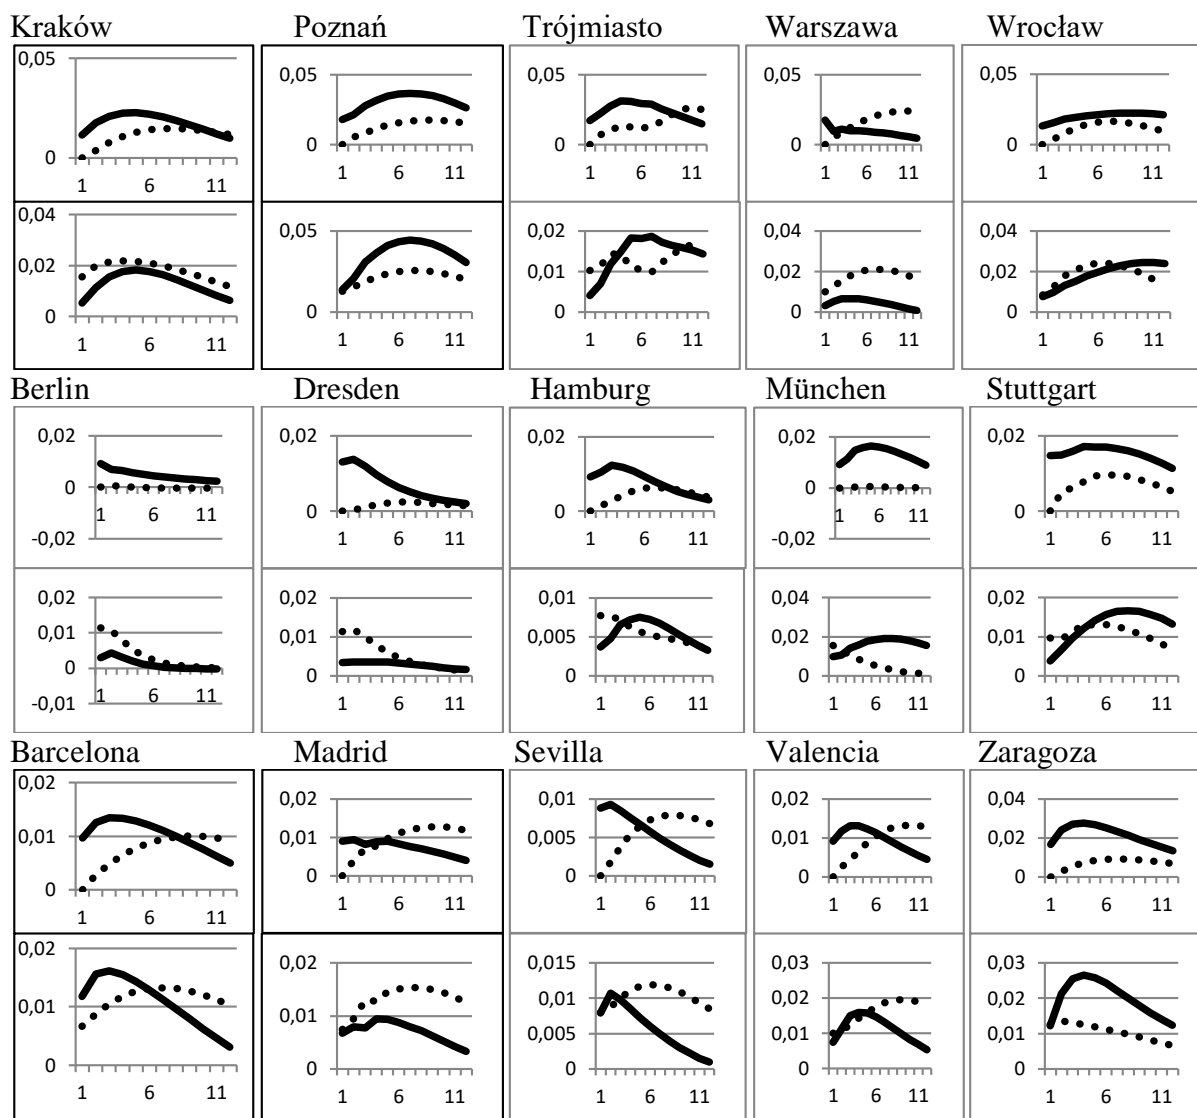 Kraków Poznań Trójmiasto Warszawa Wrocław
0,05 0,05 0,05 0,05 0,05
0 0 0 0 0
1 6 11 1 6 11 1 6 11 1 6 11 1 6 11
0,04 0,05 0,02 0,04 0,04
0,02 0,01 0,02 0,02
0 0 0 0 0
1 6 11 1 6 11 1 6 11 1 6 11 1 6 11
Berlin Dresden Hamburg München Stuttgart
0,02 0,02 0,02 0,02 0,02
0 0 0 0 0
1 6 11 1 6 11 1 6 11 1 6 11 1 6 11
-0,02 -0,02
0,02 0,02 0,01 0,04 0,02
0,01 0,01 0,005 0,02 0,01
0 0 0 0 0
-0,01
1 6 11 1 6 11 1 6 11 1 6 11 1 6 11
Barcelona Madrid Sevilla Valencia Zaragoza
0,02 0,02 0,01 0,02 0,04
0,01 0,01 0,005 0,01 0,02
0 0 0 0 0
1 6 11 1 6 11 1 6 11 1 6 11 1 6 11
0,02 0,02 0,015 0,03 0,03
0,01 0,01 0,01 0,02 0,02
0,005 0,01 0,01
0 0 0 0 0
1 6 11 1 6 11 1 6 11 1 6 11 1 6 11